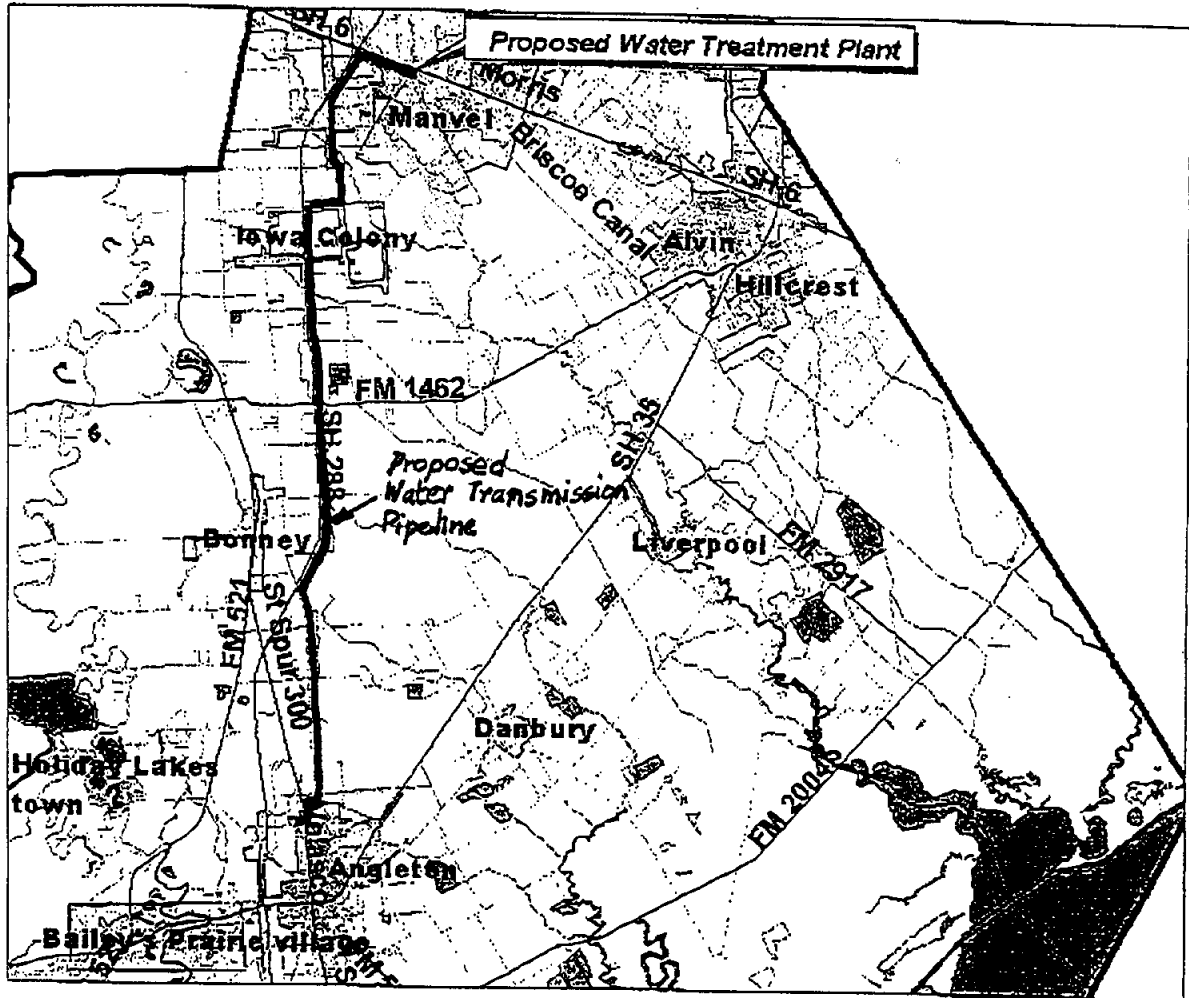 SH 6
Proposed Water Treatment Plant
Morris
Manvel
Briscoe Canal
SH 6
Iowa Colony
Alvin
Hillcrest
FM 1462
SH 288
SH 35
Proposed
Water Transmission
Pipeline
Bonney
Liverpool
FM 2917
FM 521
St Spur 300
Danbury
Holiday Lakes
town
FM 2004
Velasco
Angleton
Bailey's Prairie village